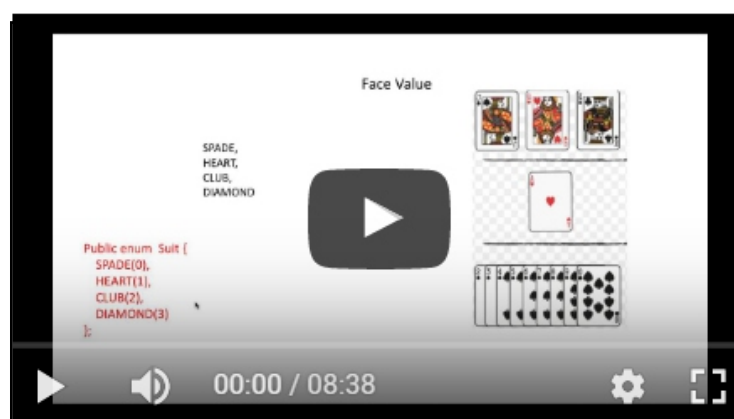 Face Value
SPADE,
HEART,
CLUB,
DIAMOND
Public enum Suit {
SPADE(0),
HEART(1),
CLUB(2),
DIAMOND(3)
};
00:00 / 08:38